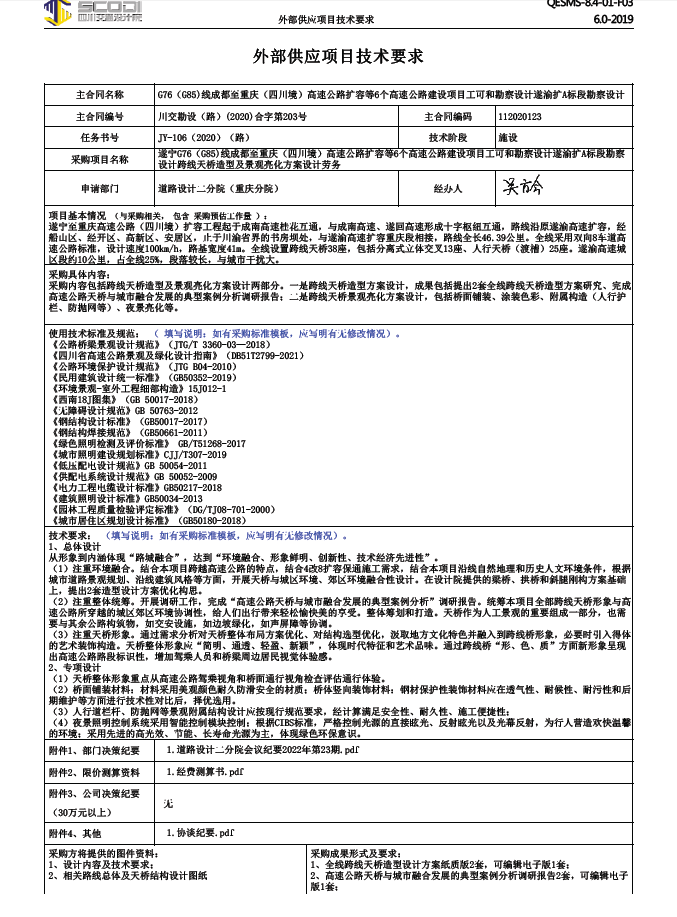 SCODI
四川交通设计院
外部供应项目技术要求
QESMS-8.4-01-F03
6.0-2019
外部供应项目技术要求
主合同名称 G76（G85)线成都至重庆（四川境）高速公路扩容等6个高速公路建设项目工可和勘察设计遂渝扩A标段勘察设计
主合同编号 川交勘设（路）(2020)合字第203号 主合同编码 112020123
任务书号 JY-106（2020）（路） 技术阶段 施设
采购项目名称 遂宁G76（G85)线成都至重庆（四川境）高速公路扩容等6个高速公路建设项目工可和勘察设计遂渝扩A标段勘察
设计跨线天桥造型及景观亮化方案设计劳务
申请部门 道路设计二分院（重庆分院） 经办人
项目基本情况 （与采购相关， 包含 采购预估工作量 ）：
遂宁至重庆高速公路（四川境）扩容工程起于成南高速桂花互通，与成南高速、遂回高速形成十字枢纽互通，路线沿原遂渝高速扩容，经
船山区、经开区、高新区、安居区，止于川渝省界的书房坝处，与遂渝高速扩容重庆段相接，路线全长46.39公里。全线采用双向8车道高
速公路标准，设计速度100km/h，路基宽度41m。全线设置跨线天桥38座，包括分离式立体交叉13座、人行天桥（渡槽）25座。遂渝高速城
区段约10公里，占全线25%，段落较长，与城市干扰大。
采购具体内容：
采购内容包括跨线天桥造型及景观亮化方案设计两部分。一是跨线天桥造型方案设计，成果包括提出2套全线跨线天桥造型方案研究、完成
高速公路天桥与城市融合发展的典型案例分析调研报告；二是跨线天桥景观亮化方案设计，包括桥面铺装、涂装色彩、附属构造（人行护
栏、防抛网等）、夜景亮化等。
使用技术标准及规范： （ 填写说明：如有采购标准模板，应写明有无修改情况）。
《公路桥梁景观设计规范》（JTG/T 3360-03—2018）
《四川省高速公路景观及绿化设计指南》（DB51T2799-2021）
《公路环境保护设计规范》（JTG B04-2010）
《民用建筑设计统一标准》（GB50352-2019）
《环境景观-室外工程细部构造》15J012-1
《西南18J图集》（GB 50017-2018）
《无障碍设计规范》GB 50763-2012
《钢结构设计标准》（GB50017-2017）
《钢结构焊接规范》（GB50661-2011）
《绿色照明检测及评价标准》 GB/T51268-2017
《城市照明建设规划标准》CJJ/T307-2019
《低压配电设计规范》GB 50054-2011
《供配电系统设计规范》GB 50052-2009
《电力工程电缆设计标准》GB50217-2018
《建筑照明设计标准》GB50034-2013
《园林工程质量检验评定标准》（DG/TJ08-701-2000）
《城市居住区规划设计标准》（GB50180-2018）
技术要求： （填写说明：如有采购标准模板，应写明有无修改情况）。
1、总体设计
从形象到内涵体现“路城融合”，达到“环境融合、形象鲜明、创新性、技术经济先进性”。
（1）注重环境融合。结合本项目跨越高速公路的特点，结合4改8扩容保通施工需求，结合本项目沿线自然地理和历史人文环境条件，根据
城市道路景观规划、沿线建筑风格等方面，开展天桥与城区环境、郊区环境融合性设计。在设计院提供的梁桥、拱桥和斜腿刚构方案基础
上，提出2套造型设计方案优化构思。
（2）注重整体统筹。开展调研工作，完成“高速公路天桥与城市融合发展的典型案例分析”调研报告。统筹本项目全部跨线天桥形象与高
速公路所穿越的城区郊区环境协调性，给人们出行带来轻松愉快美的享受。整体筹划和打造。天桥作为人工景观的重要组成一部分，也需
要与其余公路构筑物，如交安设施，如边坡绿化，如声屏障等协调。
（3）注重天桥形象。通过需求分析对天桥整体布局方案优化、对结构选型优化，汲取地方文化特色并融入到跨线桥形象，必要时引入得体
的艺术装饰构造。天桥整体形象应“简明、通透、轻盈、新颖”，体现时代特征和艺术品味。通过跨线桥“形、色、质”方面新形象呈现
出高速公路路段标识性，增加驾乘人员和桥梁周边居民视觉体验感。
2、专项设计
（1）天桥整体形象重点从高速公路驾乘视角和桥面通行视角检查评估通行体验。
（2）桥面铺装材料：材料采用美观颜色耐久防滑安全的材质；桥体竖向装饰材料：钢材保护性装饰材料应在透气性、耐候性、耐污性和后
期维护等方面进行技术性对比后，择优选用。
（3）人行道栏杆、防抛网等景观附属结构设计应按现行规范要求，经计算满足安全性、耐久性、施工便捷性；
（4）夜景照明控制系统采用智能控制模块控制；根据CIBS标准，严格控制光源的直接眩光、反射眩光以及光幕反射，为行人营造欢快温馨
的环境；采用先进的高光效、节能、长寿命光源为主，体现绿色环保意识。
附件1、部门决策纪要 1.道路设计二分院会议纪要2022年第23期.pdf
附件2、限价测算资料 1.经费测算书.pdf
附件3、公司决策纪要
（30万元以上） 无
附件4、其他 1.协谈纪要.pdf
采购方将提供的图件资料：
1、设计内容及技术要求；
2、相关路线总体及天桥结构设计图纸
采购成果形式及要求：
1、全线跨线天桥造型设计方案纸质版2套，可编辑电子版1套；
2、高速公路天桥与城市融合发展的典型案例分析调研报告2套，可编辑电子
版1套；